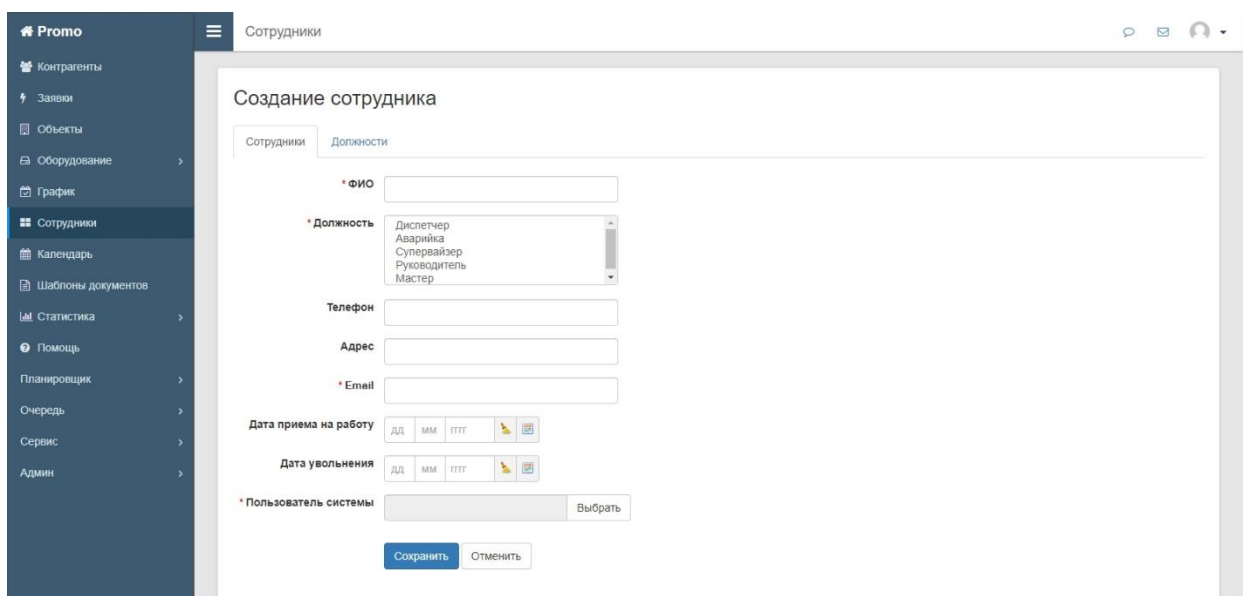 Promo
Сотрудники
Контрагенты
Заявки
Объекты
Оборудование
График
Сотрудники
Календарь
Шаблоны документов
Статистика
Помощь
Планировщик
Очередь
Сервис
Админ
Создание сотрудника
Сотрудники Должности
* ФИО
* Должность
Диспетчер
Аварийка
Супервайзер
Руководитель
Мастер
Телефон
Адрес
* Email
Дата приема на работу дд мм гггг
Дата увольнения дд мм гггг
* Пользователь системы Выбрать
Сохранить Отменить